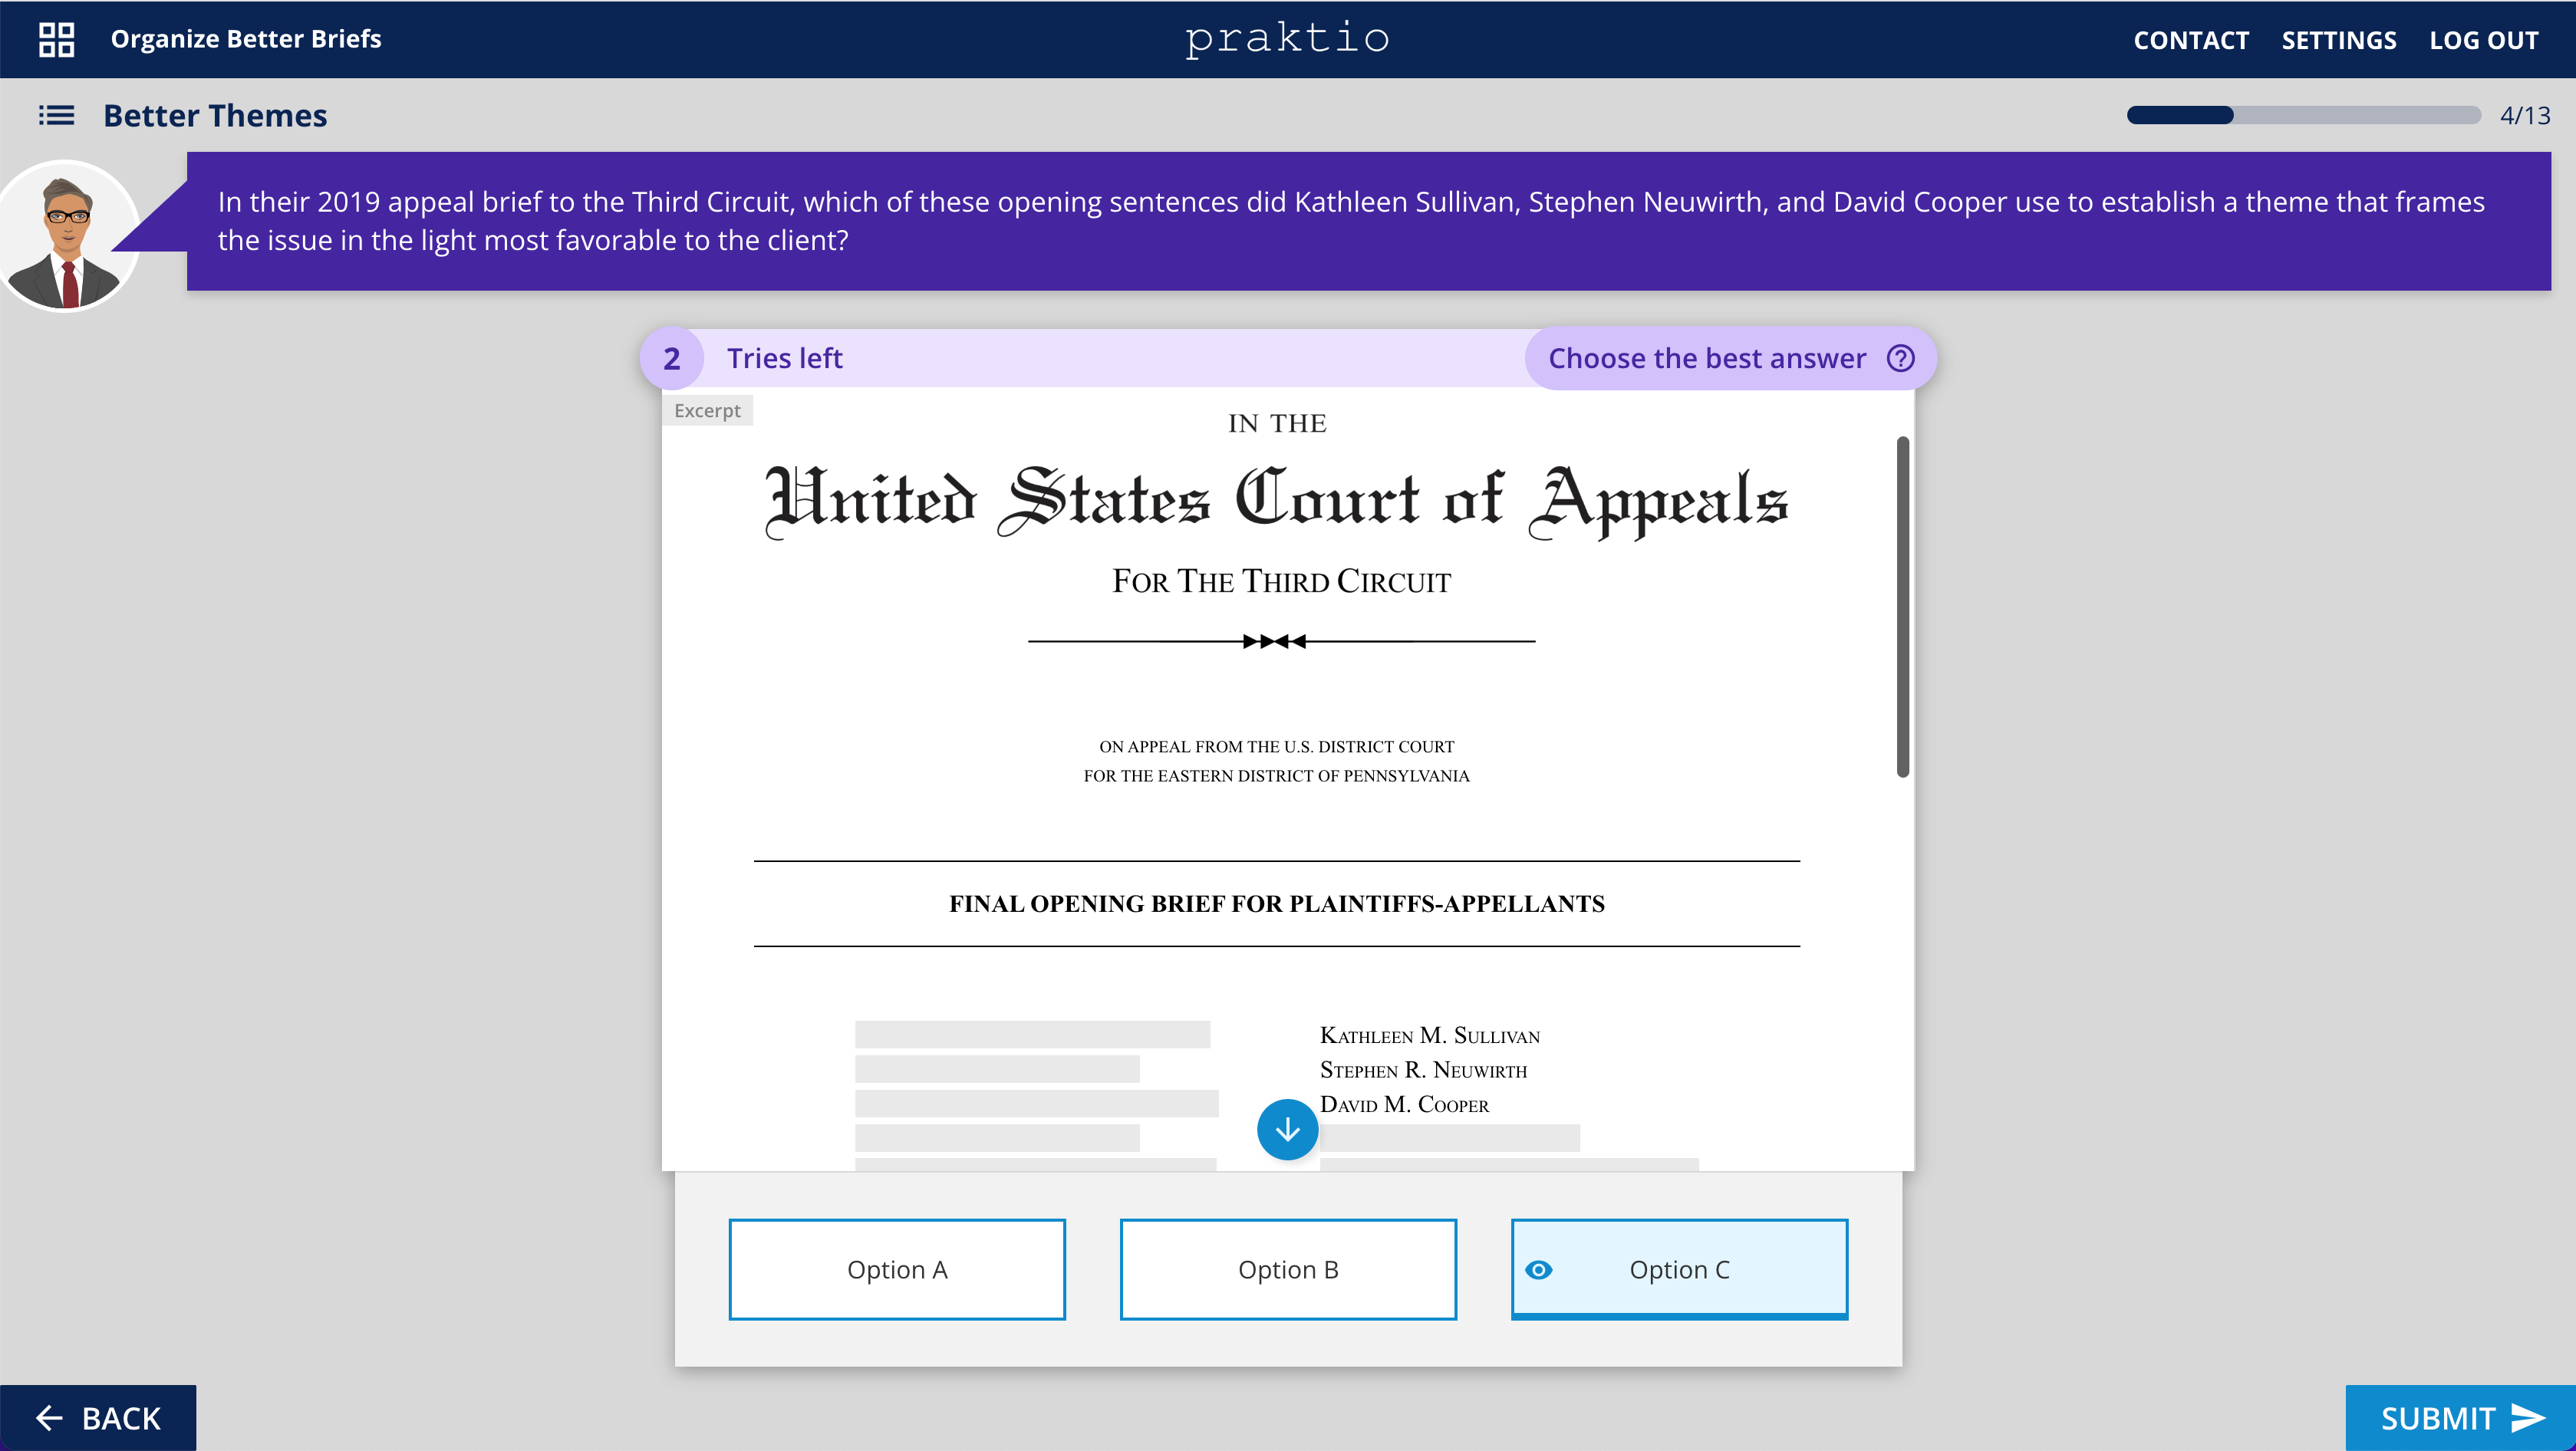 Organize Better Briefs
praktio
CONTACT SETTINGS LOG OUT
Better Themes
4/13
In their 2019 appeal brief to the Third Circuit, which of these opening sentences did Kathleen Sullivan, Stephen Neuwirth, and David Cooper use to establish a theme that frames
the issue in the light most favorable to the client?
2 Tries left
Choose the best answer ?
Excerpt
IN THE
United States Court of Appeals
FOR THE THIRD CIRCUIT
ON APPEAL FROM THE U.S. DISTRICT COURT
FOR THE EASTERN DISTRICT OF PENNSYLVANIA
FINAL OPENING BRIEF FOR PLAINTIFFS-APPELLANTS
KATHLEEN M. SULLIVAN
STEPHEN R. NEUWIRTH
DAVID M. COOPER
Option A
Option B
Option C
BACK
SUBMIT